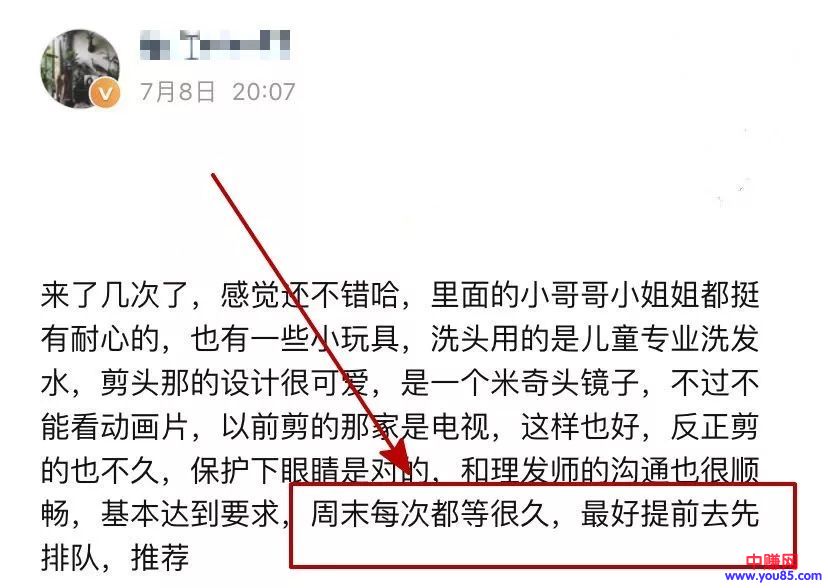 7月8日 20:07
来了几次了，感觉还不错哈，里面的小哥哥小姐姐都挺
有耐心的，也有一些小玩具，洗头用的是儿童专业洗发
水，剪头那的设计很可爱，是一个米奇头镜子，不过不
能看动画片，以前剪的那家是电视，这样也好，反正剪
的也不久，保护下眼睛是对的，和理发师的沟通也很顺
畅，基本达到要求，周末每次都等很久，最好提前去先
排队，推荐
中赚网
www.you85.com